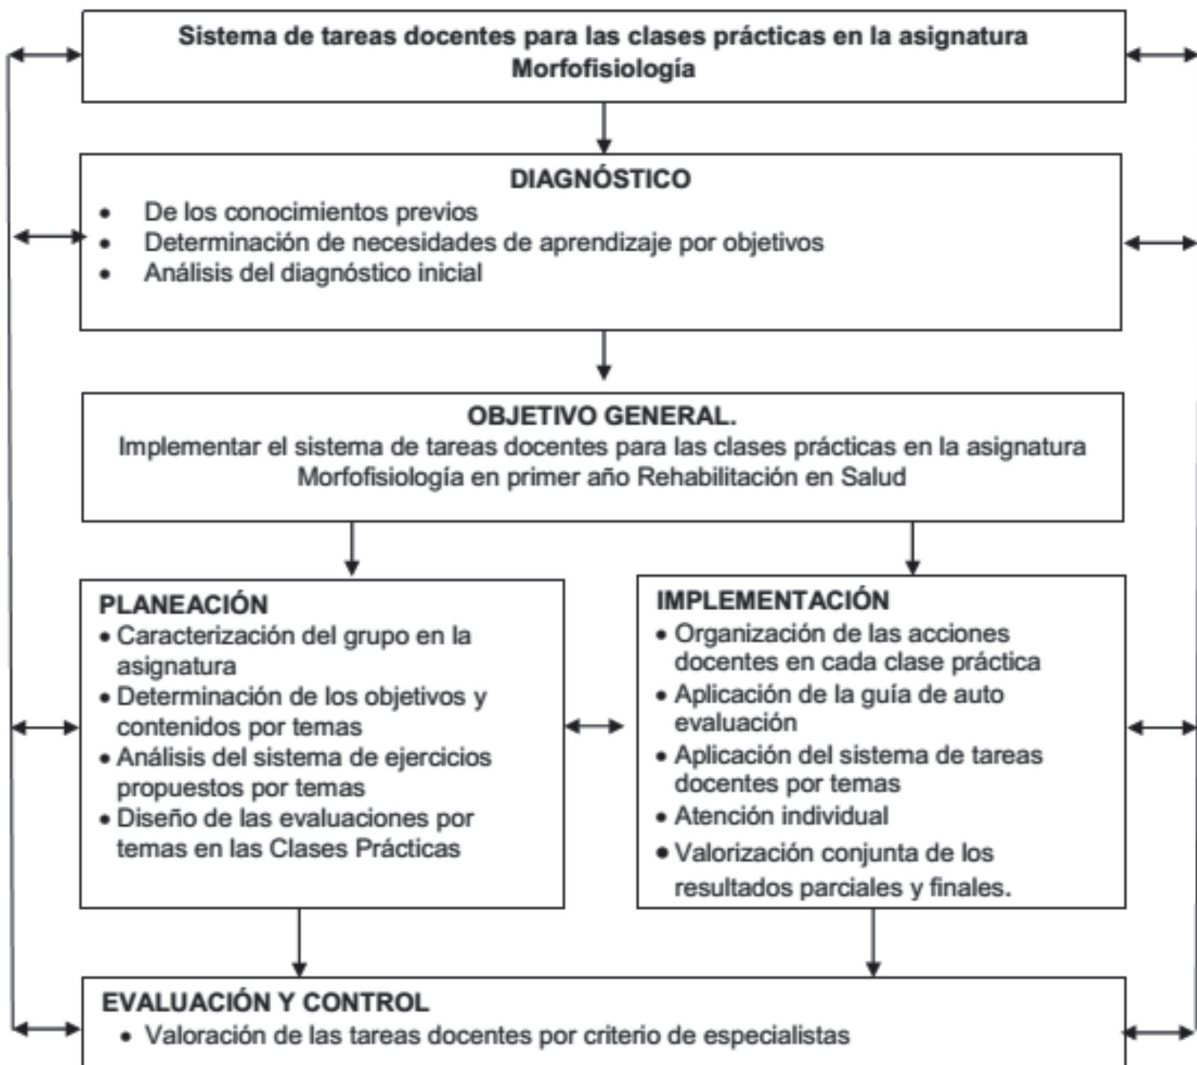 Sistema de tareas docentes para las clases prácticas en la asignatura
Morfofisiología
DIAGNÓSTICO
• De los conocimientos previos
• Determinación de necesidades de aprendizaje por objetivos
• Análisis del diagnóstico inicial
OBJETIVO GENERAL.
Implementar el sistema de tareas docentes para las clases prácticas en la asignatura
Morfofisiología en primer año Rehabilitación en Salud
PLANEACIÓN
• Caracterización del grupo en la
asignatura
• Determinación de los objetivos y
contenidos por temas
• Análisis del sistema de ejercicios
propuestos por temas
• Diseño de las evaluaciones por
temas en las Clases Prácticas
IMPLEMENTACIÓN
• Organización de las acciones
docentes en cada clase práctica
• Aplicación de la guía de auto
evaluación
• Aplicación del sistema de tareas
docentes por temas
• Atención individual
• Valorización conjunta de los
resultados parciales y finales.
EVALUACIÓN Y CONTROL
• Valoración de las tareas docentes por criterio de especialistas